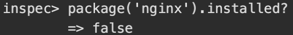 inspec> package('nginx').installed?
=> false